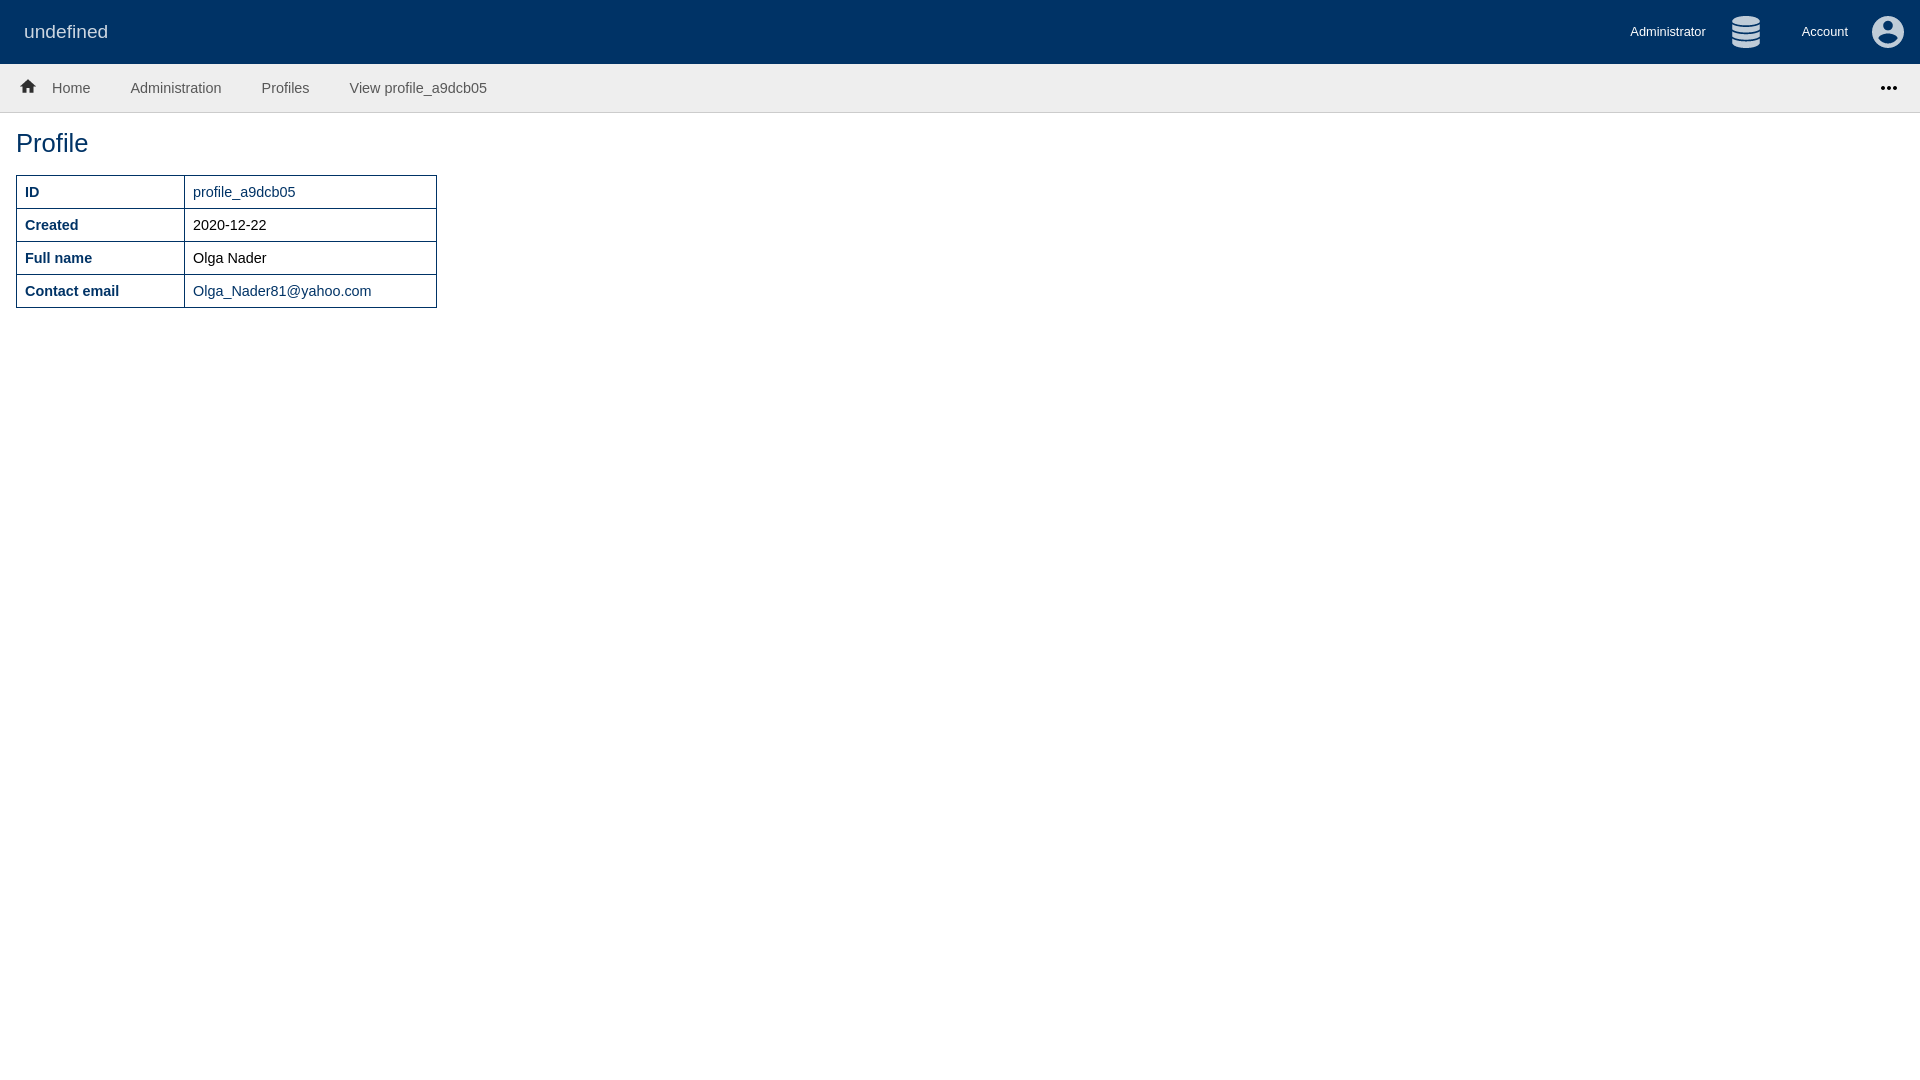 undefined
Administrator
Account
Home
Administration
Profiles
View profile_a9dcb05
Profile
ID
profile_a9dcb05
Created
2020-12-22
Full name
Olga Nader
Contact email
Olga_Nader81@yahoo.com